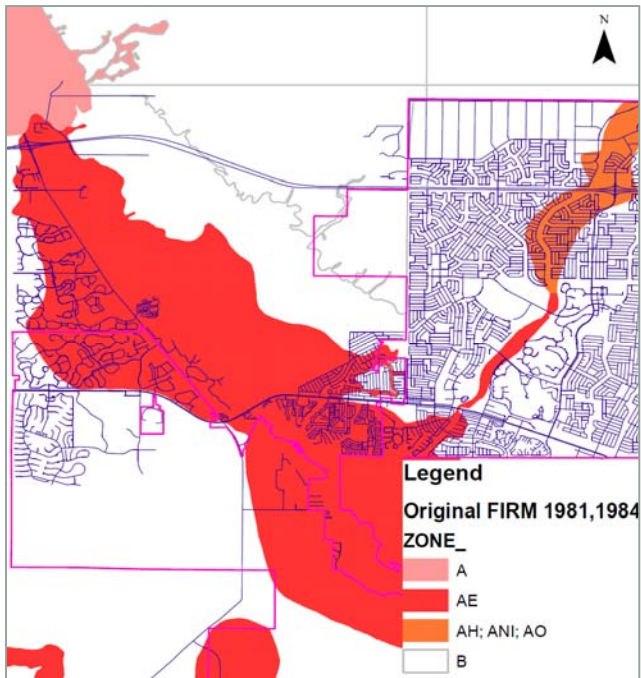 N
Legend
Original FIRM 1981,1984
ZONE_
A
AE
AH; ANI; AO
B